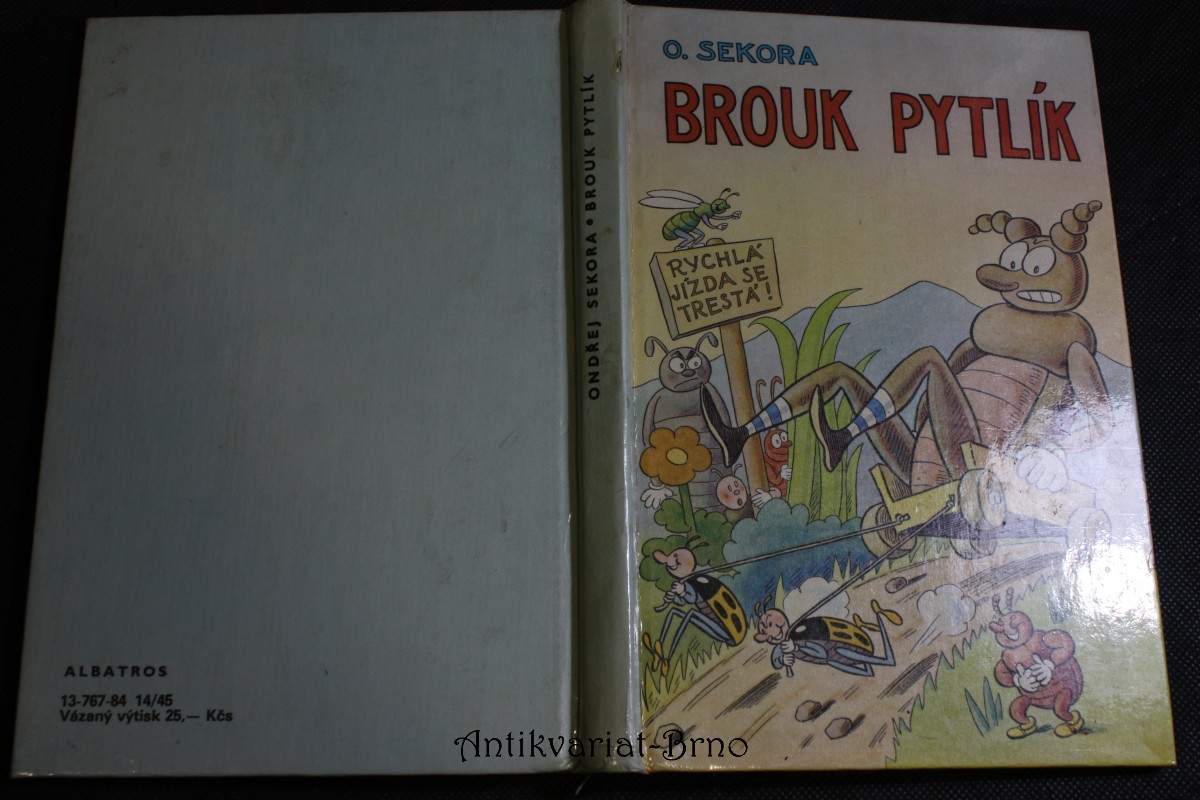 O. SEKORA
BROUK PYTLÍK
RYCHLÁ
JÍZDA SE
TRESTÁ!
ONDŘEJ SEKORA • BROUK PYTLÍK
ALBATROS
13-767-84 14/45
Vázaný výtisk 25,— Kčs
Antikvariat-Brno